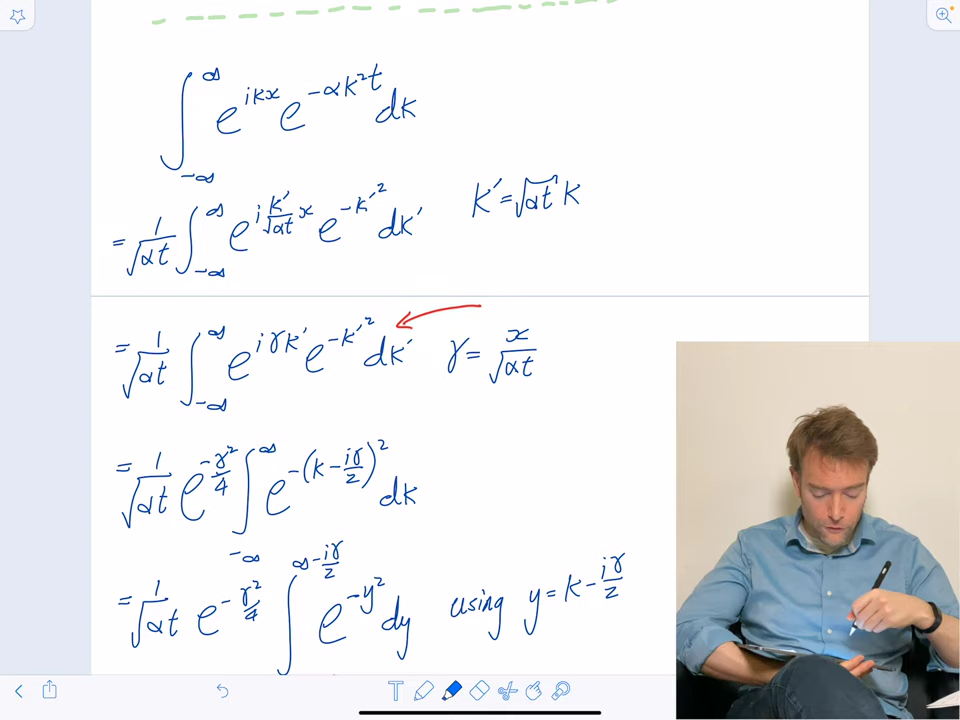 ∫_{-∞}^{∞} e^{ikx} e^{-αk²t} dk
= 1/√(αt) ∫_{-∞}^{∞} e^{i k′/√(αt) x} e^{-k′²} dk′    k′ = √(αt) k
= 1/√(αt) ∫_{-∞}^{∞} e^{iγk′} e^{-k′²} dk′    γ = x/√(αt)
= 1/√(αt) e^{-γ²/4} ∫_{-∞}^{∞} e^{-(k - iγ/2)²} dk
= 1/√(αt) e^{-γ²/4} ∫^{∞ - iγ/2} e^{-y²} dy    using y = k - iγ/2
T